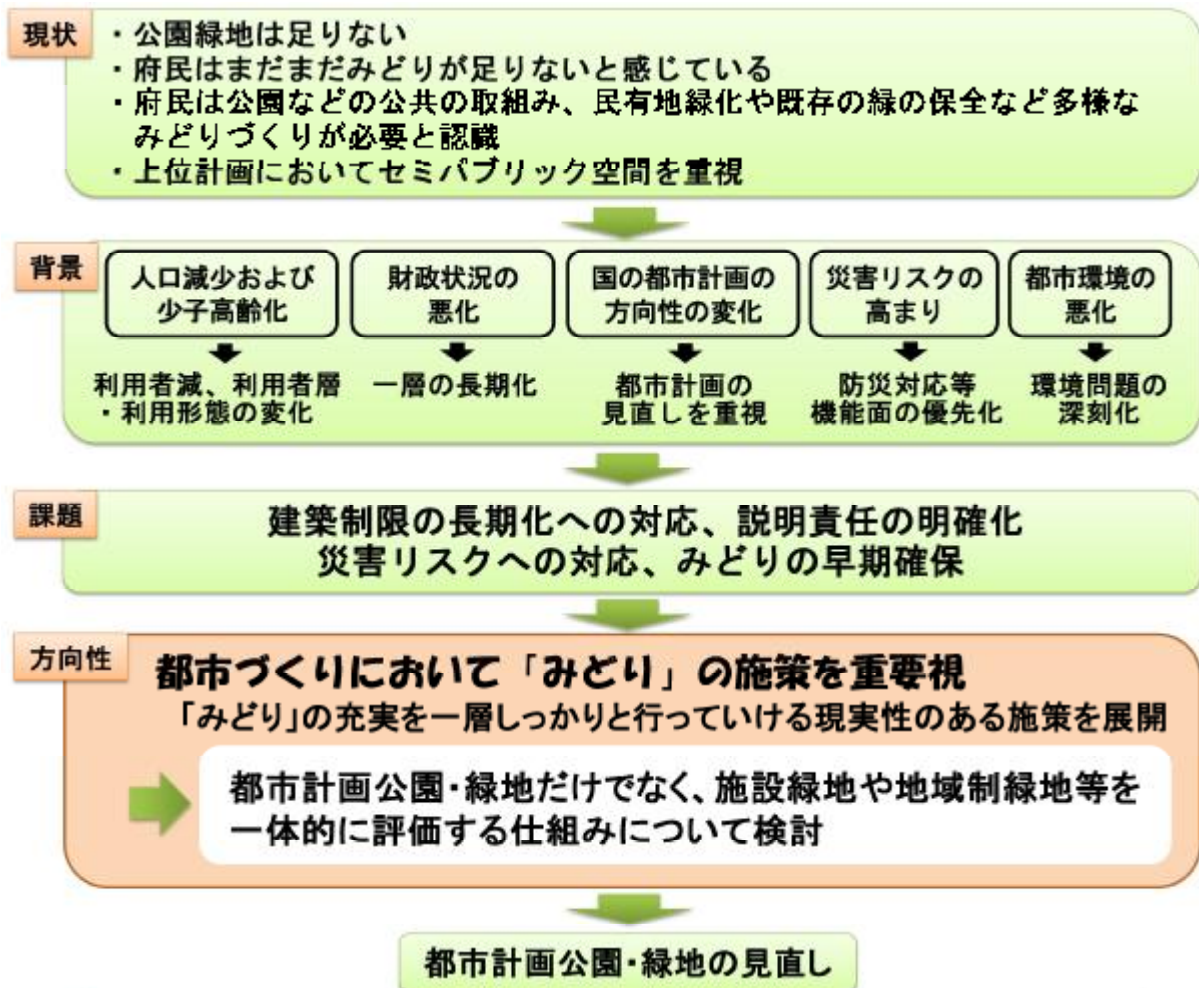 現状
・公園緑地は足りない
・府民はまだまだみどりが足りないと感じている
・府民は公園などの公共の取組み、民有地緑化や既存の緑の保全など多様な
みどりづくりが必要と認識
・上位計画においてセミパブリック空間を重視
背景
人口減少および
少子高齢化
財政状況の
悪化
国の都市計画の
方向性の変化
災害リスクの
高まり
都市環境の
悪化
利用者減、利用者層
・利用形態の変化
一層の長期化
都市計画の
見直しを重視
防災対応等
機能面の優先化
環境問題の
深刻化
課題
建築制限の長期化への対応、説明責任の明確化
災害リスクへの対応、みどりの早期確保
方向性
都市づくりにおいて「みどり」の施策を重要視
「みどり」の充実を一層しっかりと行っていける現実性のある施策を展開
都市計画公園・緑地だけでなく、施設緑地や地域制緑地等を
一体的に評価する仕組みについて検討
都市計画公園・緑地の見直し